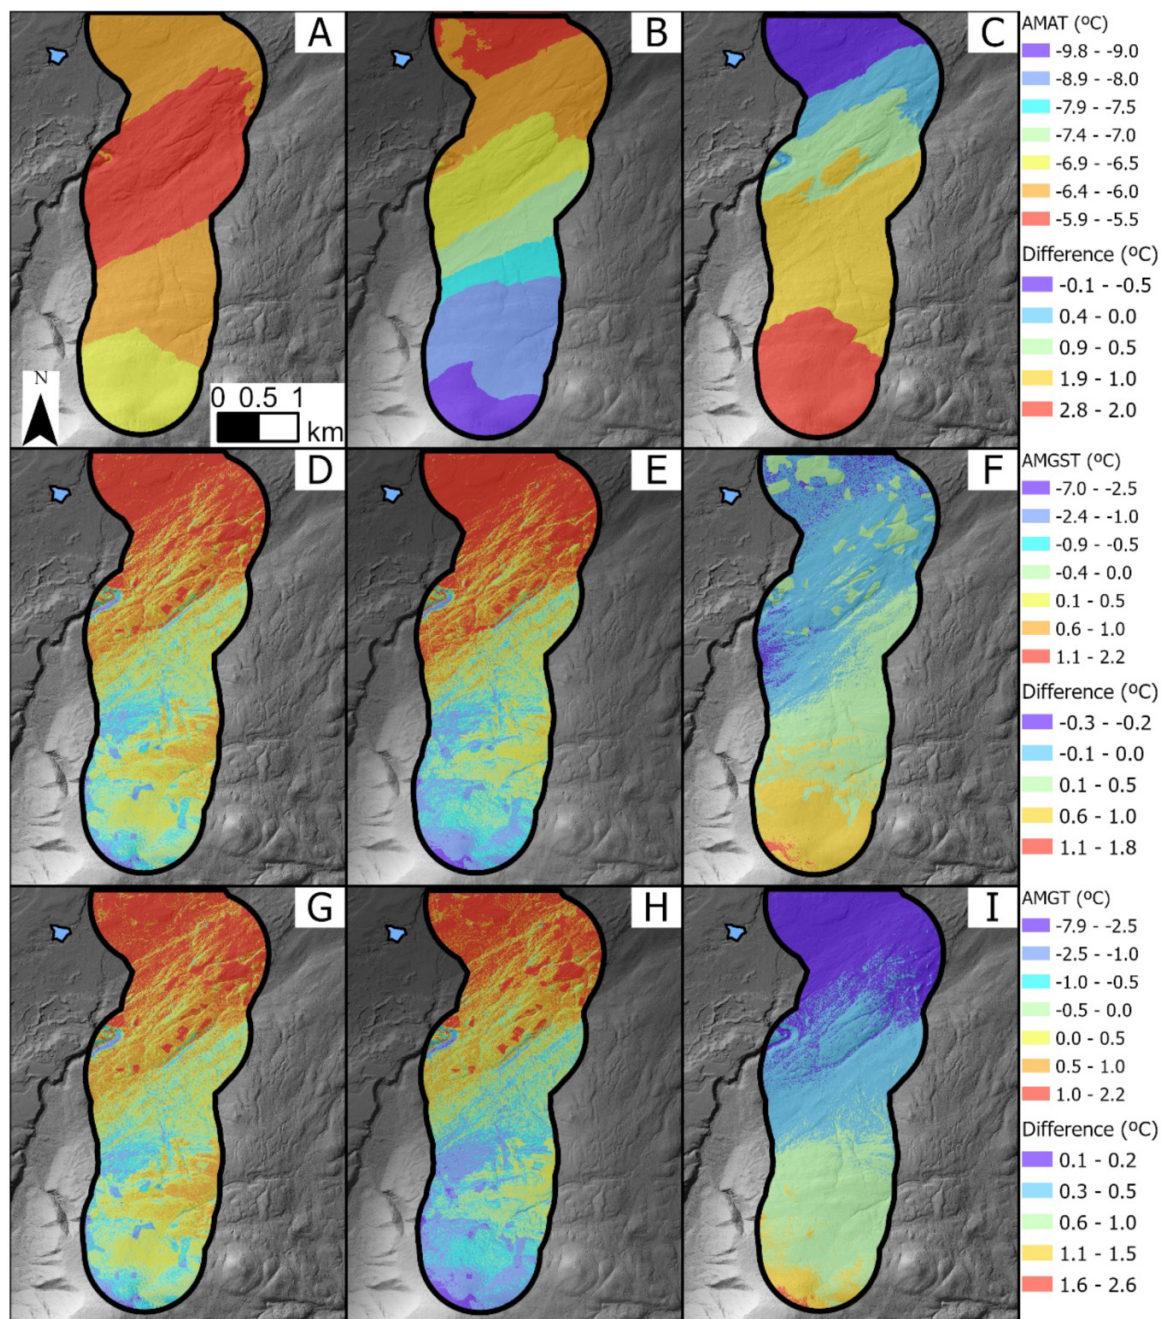 A
B
C
N
0 0.5 1
km
AMAT (ºC)
-9.8 - -9.0
-8.9 - -8.0
-7.9 - -7.5
-7.4 - -7.0
-6.9 - -6.5
-6.4 - -6.0
-5.9 - -5.5
Difference (ºC)
-0.1 - -0.5
0.4 - 0.0
0.9 - 0.5
1.9 - 1.0
2.8 - 2.0
D
E
F
AMGST (ºC)
-7.0 - -2.5
-2.4 - -1.0
-0.9 - -0.5
-0.4 - 0.0
0.1 - 0.5
0.6 - 1.0
1.1 - 2.2
Difference (ºC)
-0.3 - -0.2
-0.1 - 0.0
0.1 - 0.5
0.6 - 1.0
1.1 - 1.8
G
H
I
AMGT (ºC)
-7.9 - -2.5
-2.5 - -1.0
-1.0 - -0.5
-0.5 - 0.0
0.0 - 0.5
0.5 - 1.0
1.0 - 2.2
Difference (ºC)
0.1 - 0.2
0.3 - 0.5
0.6 - 1.0
1.1 - 1.5
1.6 - 2.6